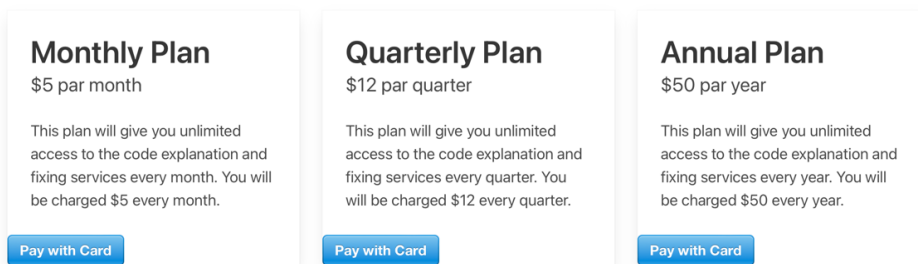 Monthly Plan
$5 par month
This plan will give you unlimited
access to the code explanation and
fixing services every month. You will
be charged $5 every month.
Pay with Card
Quarterly Plan
$12 par quarter
This plan will give you unlimited
access to the code explanation and
fixing services every quarter. You
will be charged $12 every quarter.
Pay with Card
Annual Plan
$50 par year
This plan will give you unlimited
access to the code explanation and
fixing services every year. You will
be charged $50 every year.
Pay with Card